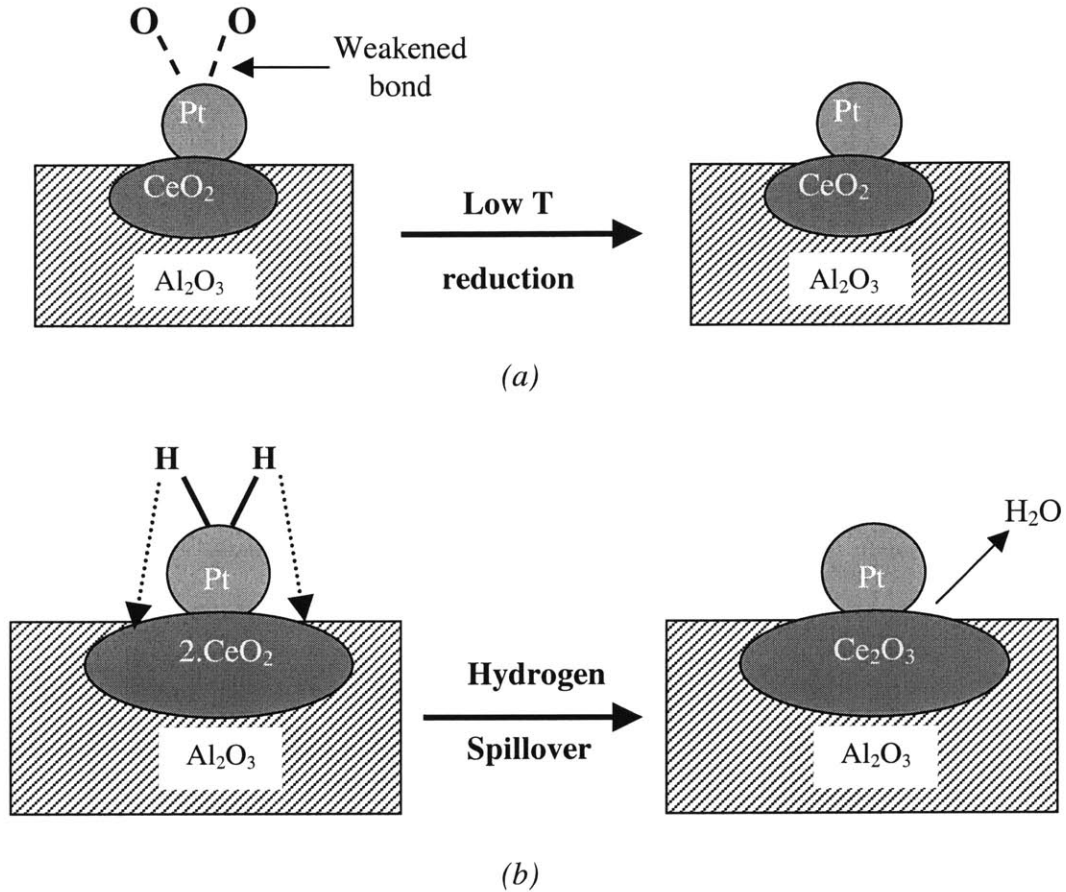 O O
Weakened
bond
Pt
CeO₂
Al₂O₃
Low T
reduction
Pt
CeO₂
Al₂O₃
(a)
H H
Pt
2.CeO₂
Al₂O₃
Hydrogen
Spillover
H₂O
Pt
Ce₂O₃
Al₂O₃
(b)